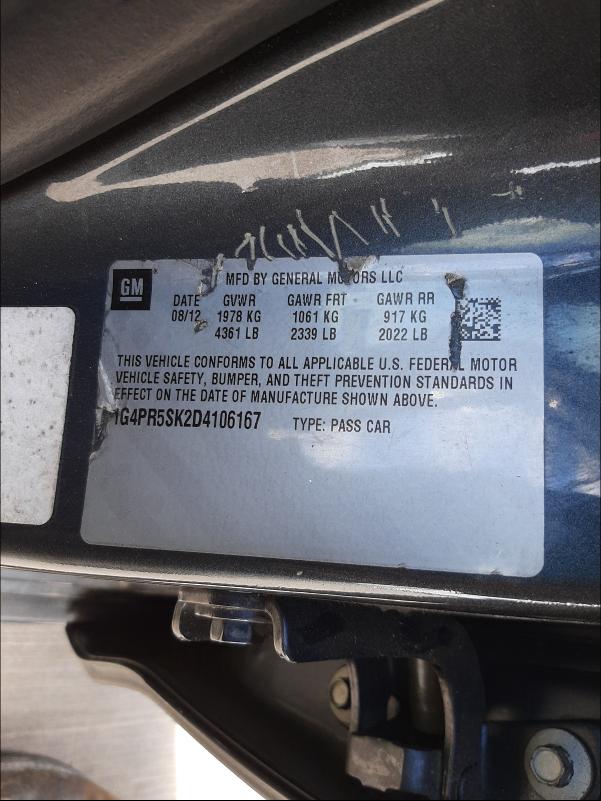 GM
MFD BY GENERAL MOTORS LLC
DATE GVWR GAWR FRT GAWR RR
08/12 1978 KG 1061 KG 917 KG
4361 LB 2339 LB 2022 LB
THIS VEHICLE CONFORMS TO ALL APPLICABLE U.S. FEDERAL MOTOR
VEHICLE SAFETY, BUMPER, AND THEFT PREVENTION STANDARDS IN
EFFECT ON THE DATE OF MANUFACTURE SHOWN ABOVE.
1G4PR5SK2D4106167 TYPE: PASS CAR